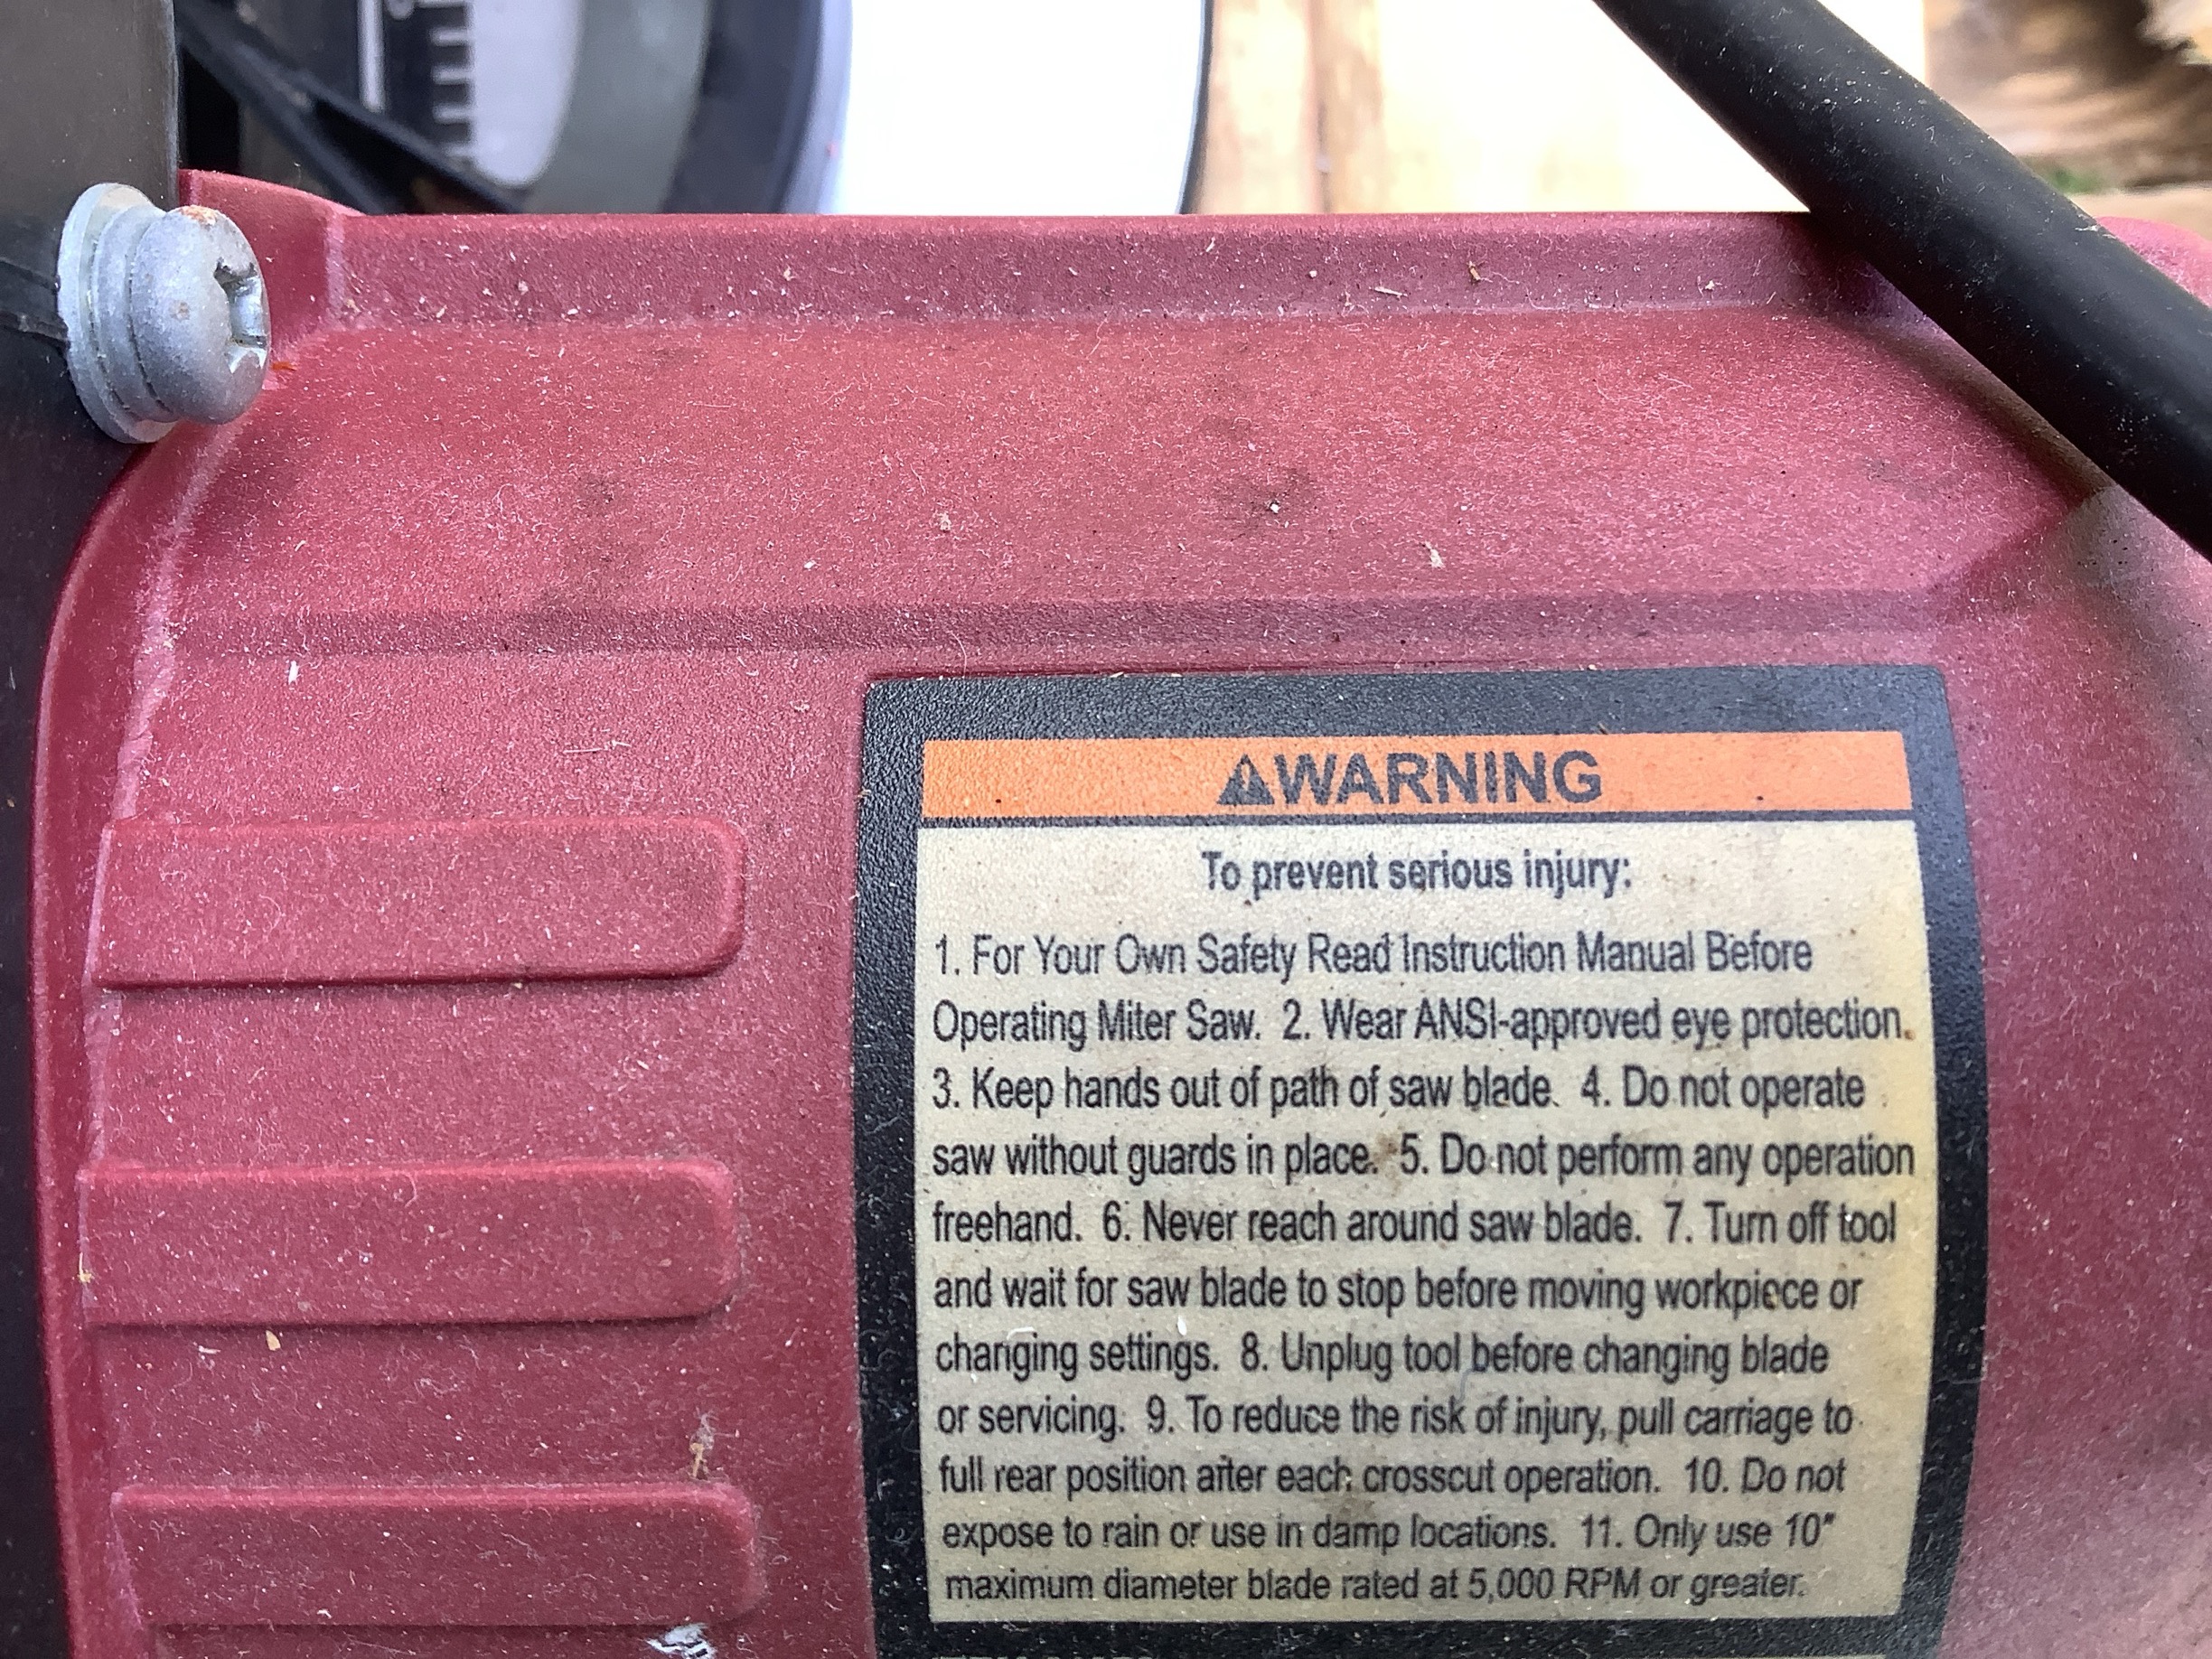 ⚠WARNING
To prevent serious injury:
1. For Your Own Safety Read Instruction Manual Before
Operating Miter Saw.  2. Wear ANSI-approved eye protection.
3. Keep hands out of path of saw blade.  4. Do not operate
saw without guards in place.  5. Do not perform any operation
freehand.  6. Never reach around saw blade.  7. Turn off tool
and wait for saw blade to stop before moving workpiece or
changing settings.  8. Unplug tool before changing blade
or servicing.  9. To reduce the risk of injury, pull carriage to
full rear position after each crosscut operation.  10. Do not
expose to rain or use in damp locations.  11. Only use 10"
maximum diameter blade rated at 5,000 RPM or greater.